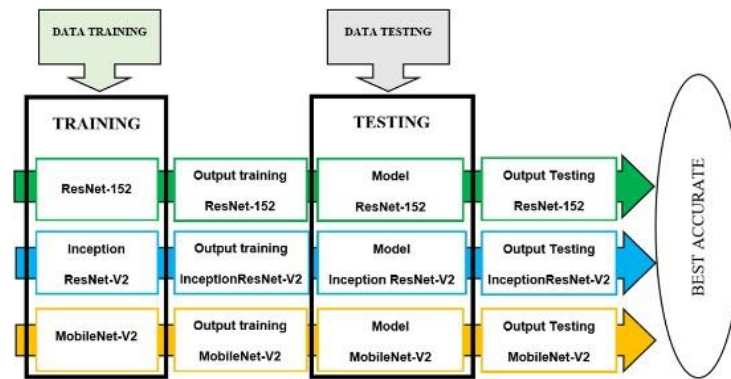 DATA TRAINING
DATA TESTING
TRAINING
TESTING
ResNet-152
Output training
ResNet-152
Model
ResNet-152
Output Testing
ResNet-152
Inception
ResNet-V2
Output training
InceptionResNet-V2
Model
Inception ResNet-V2
Output Testing
InceptionResNet-V2
MobileNet-V2
Output training
MobileNet-V2
Model
MobileNet-V2
Output Testing
MobileNet-V2
BEST ACCURATE